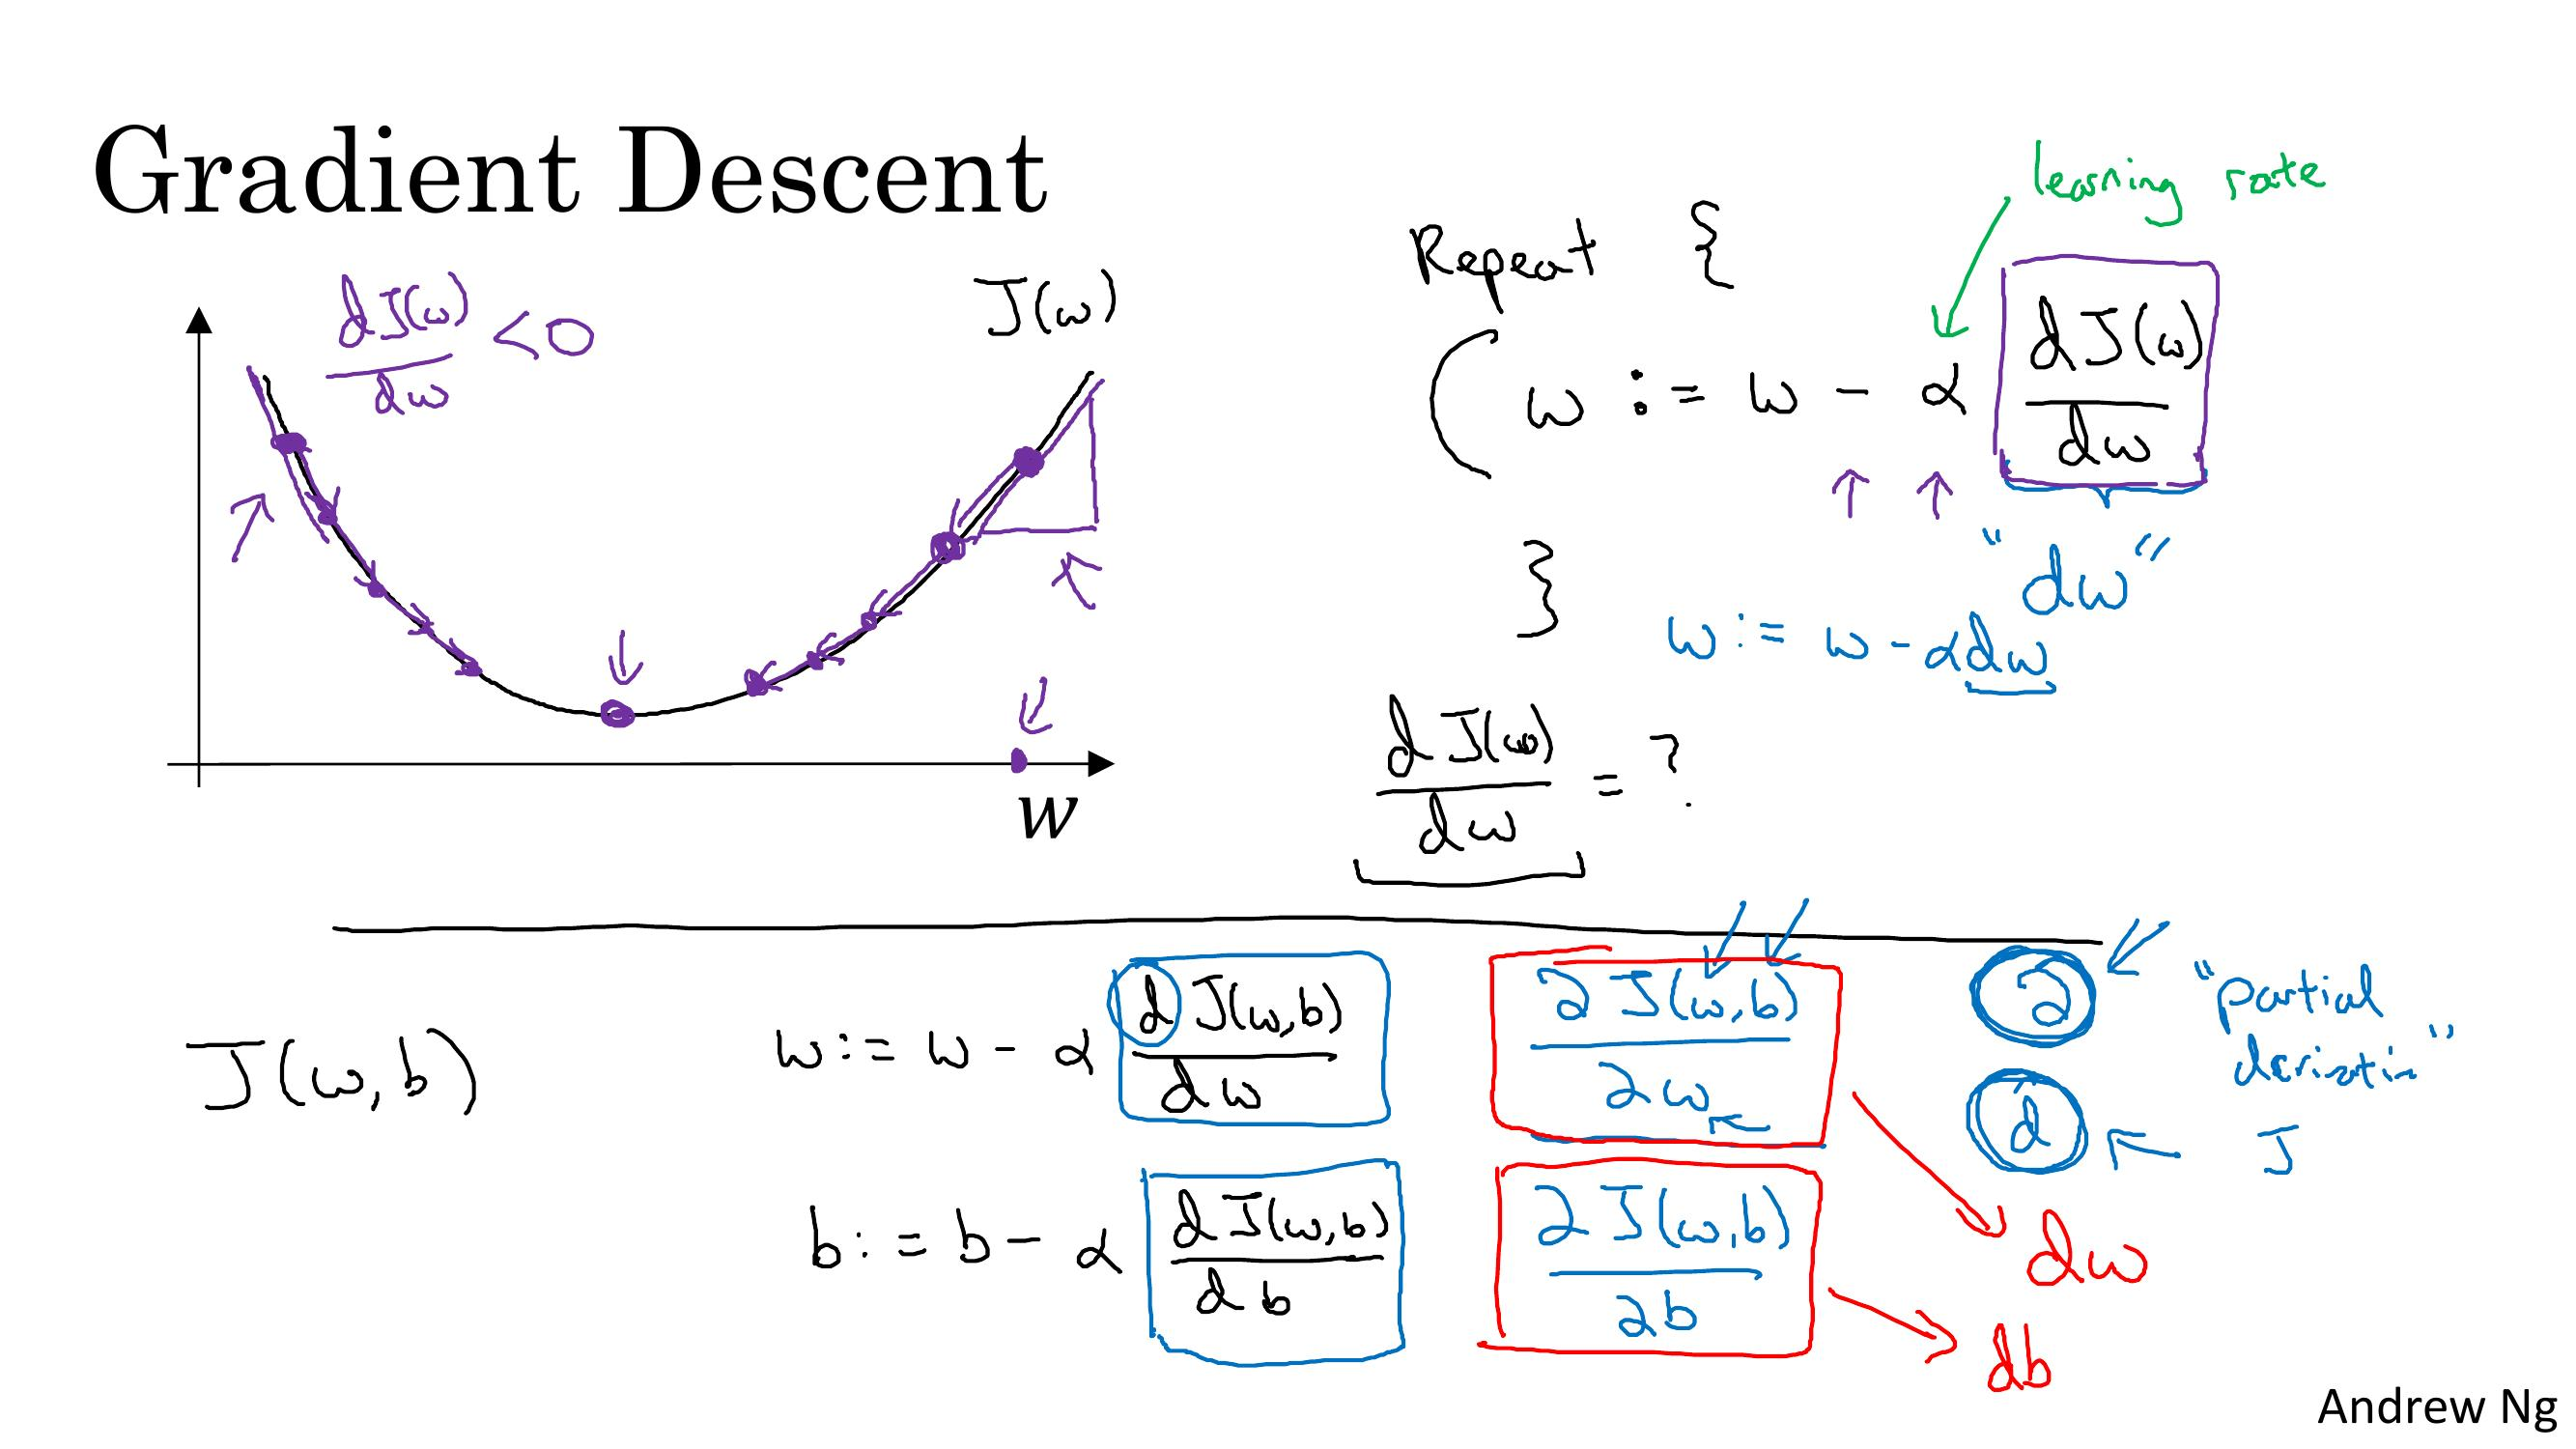 Gradient Descent
learning rate
Repeat {
w := w - α dJ(w)/dw
"dw"
}
w := w - αdw
dJ(w)/dw < 0
J(w)
w
dJ(w)/dw = ?
J(w,b)
w := w - α dJ(w,b)/dw
∂J(w,b)/∂w
∂
"partial
derivative"
d
J
dw
b := b - α dJ(w,b)/db
∂J(w,b)/∂b
db
Andrew Ng